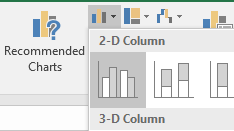 Recommended
Charts
2-D Column
3-D Column